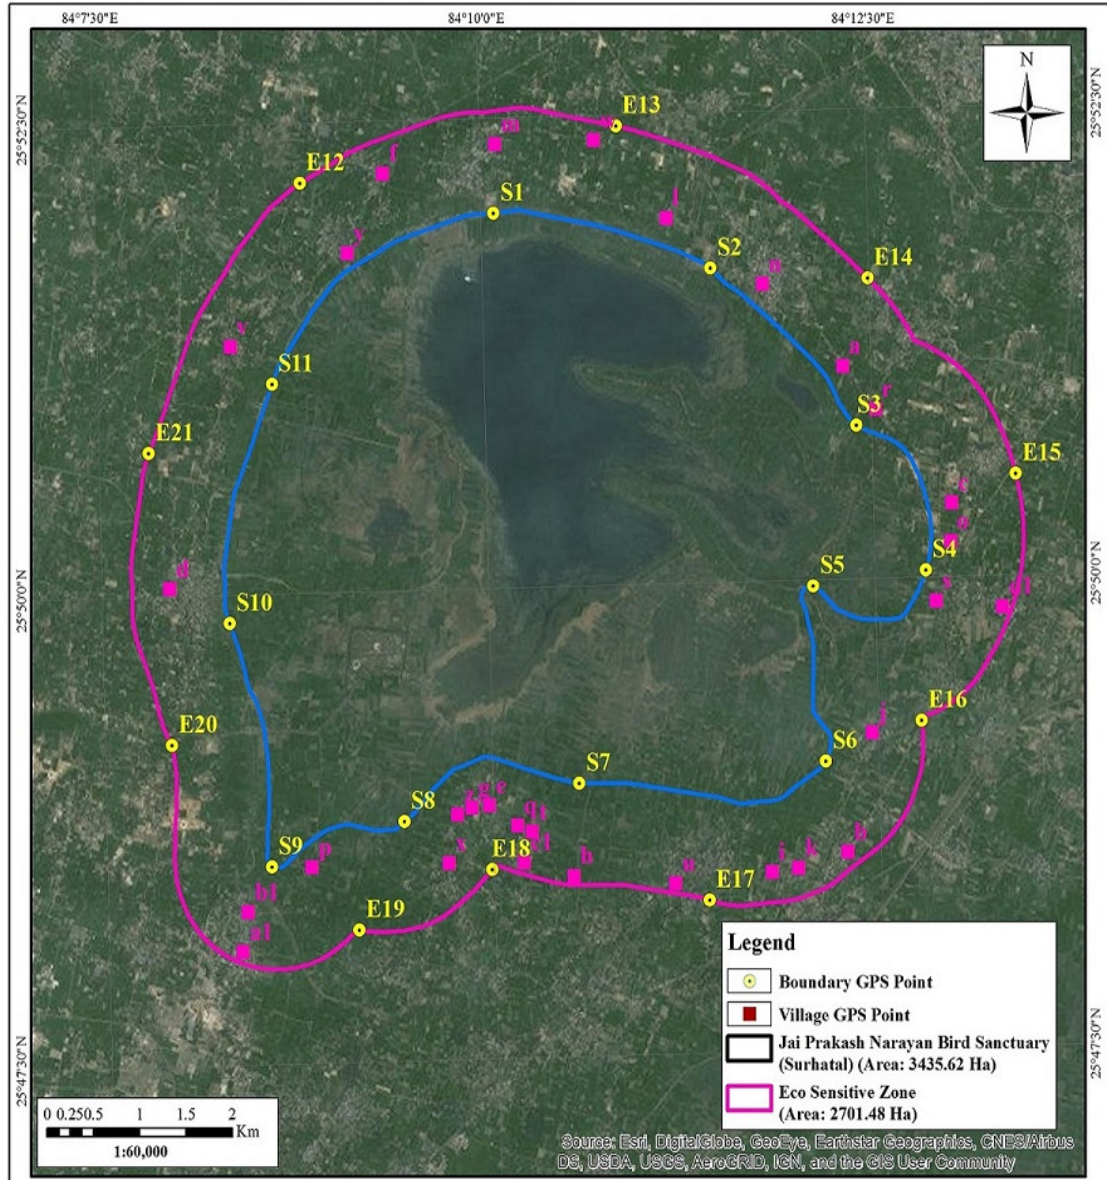 84°7'30"E 84°10'0"E 84°12'30"E
25°52'30"N 25°52'30"N
N
E13
m
E12
f
S1
l
y
S2
E14
n
S11
a
r
S3
E21
E15
c
o
S4
d
S5
25°50'0"N 25°50'0"N
s
S10
E16
E20
j
S6
S7
z g e
S8
q t
S9
p
x
E18
h
u
i k
E17
b1
E19
a1
Legend
Boundary GPS Point
Village GPS Point
Jai Prakash Narayan Bird Sanctuary
(Surhatal) (Area: 3435.62 Ha)
Eco Sensitive Zone
(Area: 2701.48 Ha)
25°47'30"N 25°47'30"N
0 0.25 0.5 1 1.5 2
Km
1:60,000
Source: Esri, DigitalGlobe, GeoEye, Earthstar Geographics, CNES/Airbus
DS, USDA, USGS, AeroGRID, IGN, and the GIS User Community